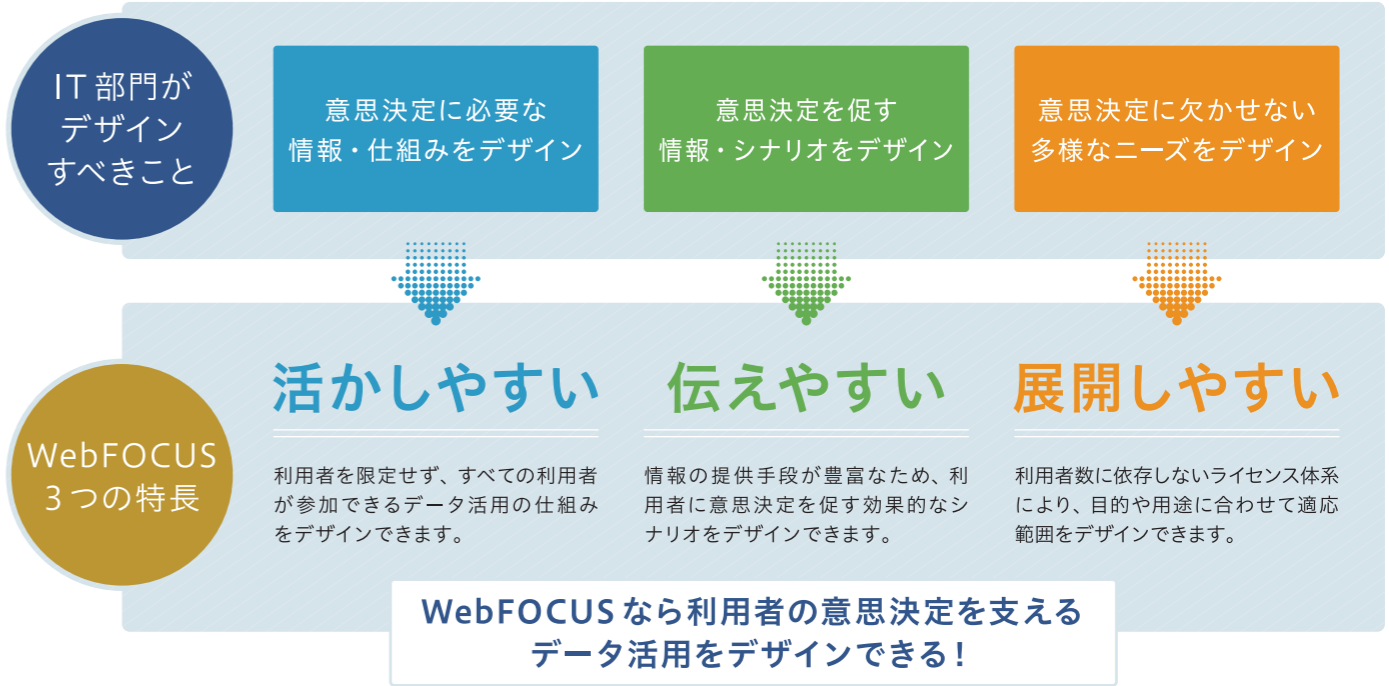 IT 部門が
デザイン
すべきこと
意思決定に必要な
情報・仕組みをデザイン
意思決定を促す
情報・シナリオをデザイン
意思決定に欠かせない
多様なニーズをデザイン
WebFOCUS
3つの特長
活かしやすい
利用者を限定せず、すべての利用者
が参加できるデータ活用の仕組み
をデザインできます。
伝えやすい
情報の提供手段が豊富なため、利
用者に意思決定を促す効果的なシ
ナリオをデザインできます。
展開しやすい
利用者数に依存しないライセンス体系
により、目的や用途に合わせて適応
範囲をデザインできます。
WebFOCUSなら利用者の意思決定を支える
データ活用をデザインできる！